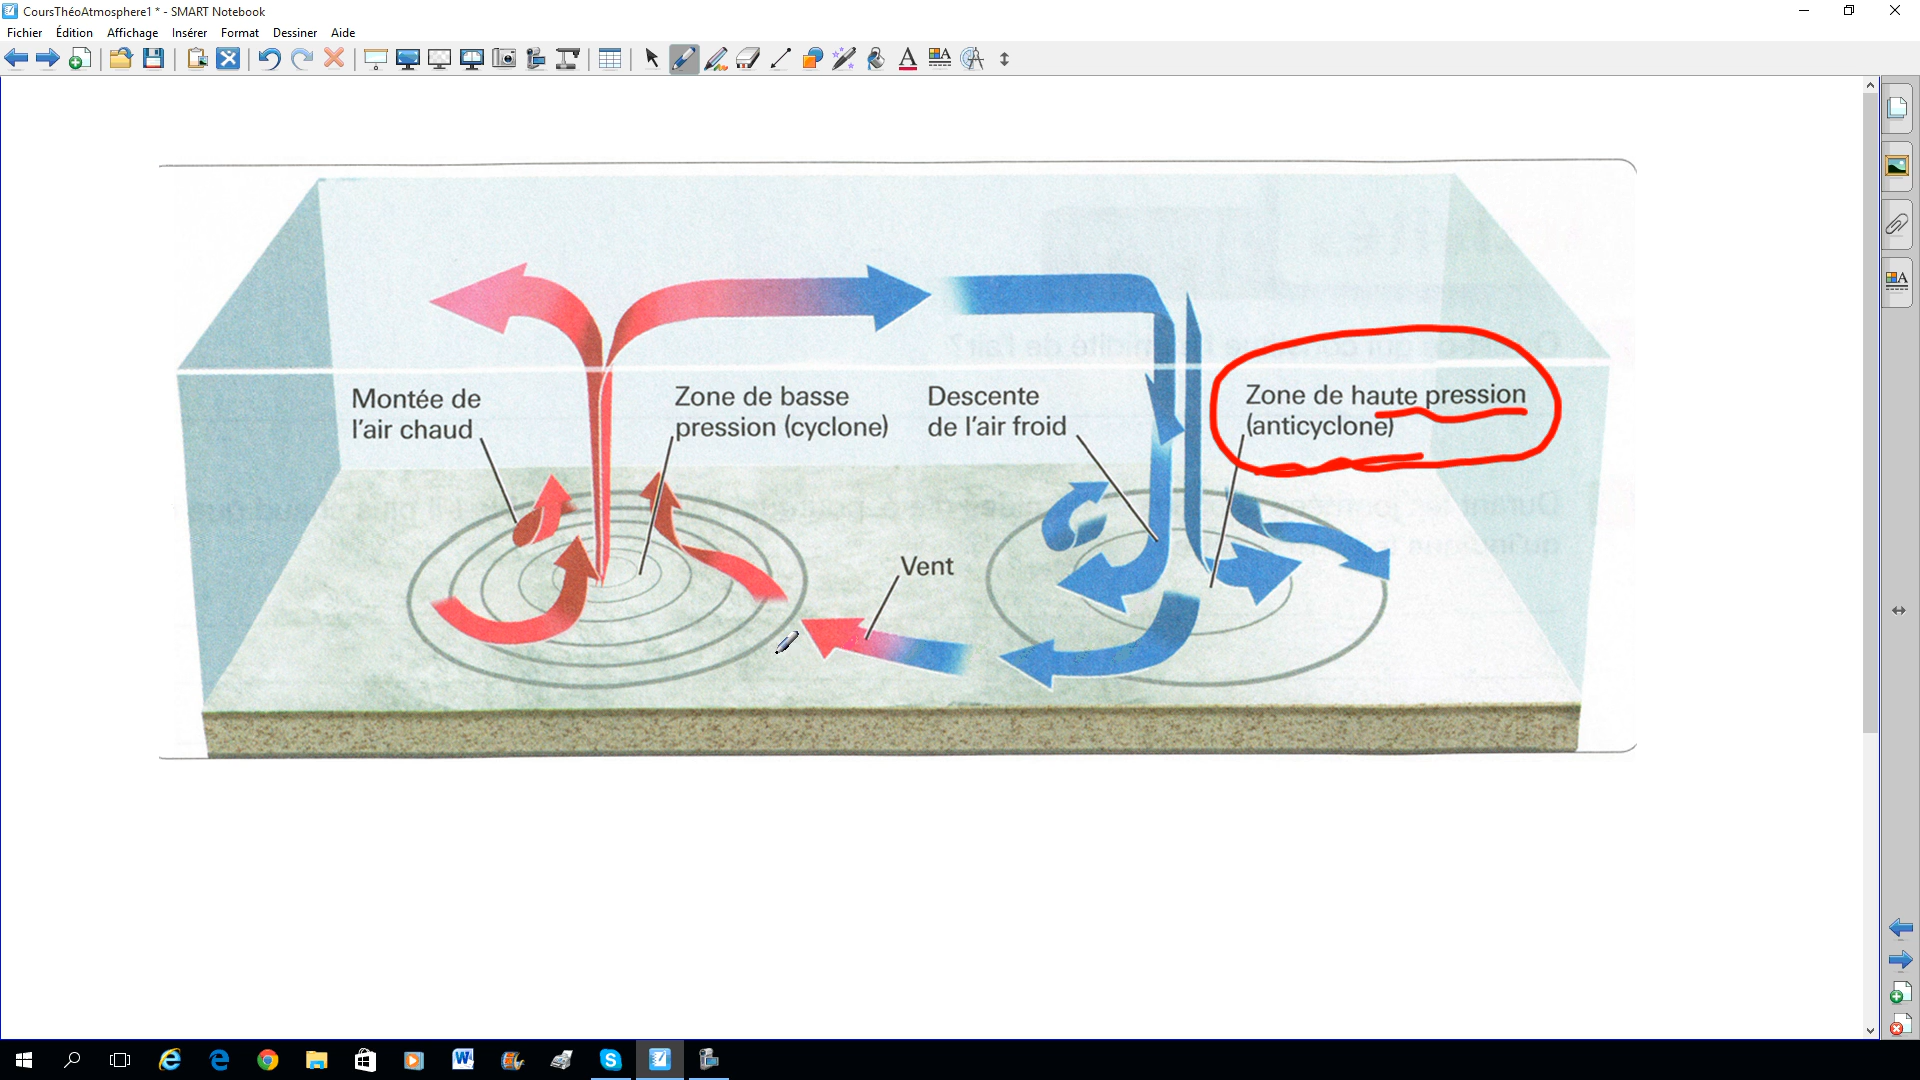 CoursThéoAtmosphere1 * - SMART Notebook
Fichier Édition Affichage Insérer Format Dessiner Aide
Montée de
l'air chaud
Zone de basse
pression (cyclone)
Descente
de l'air froid
Zone de haute pression
(anticyclone)
Vent